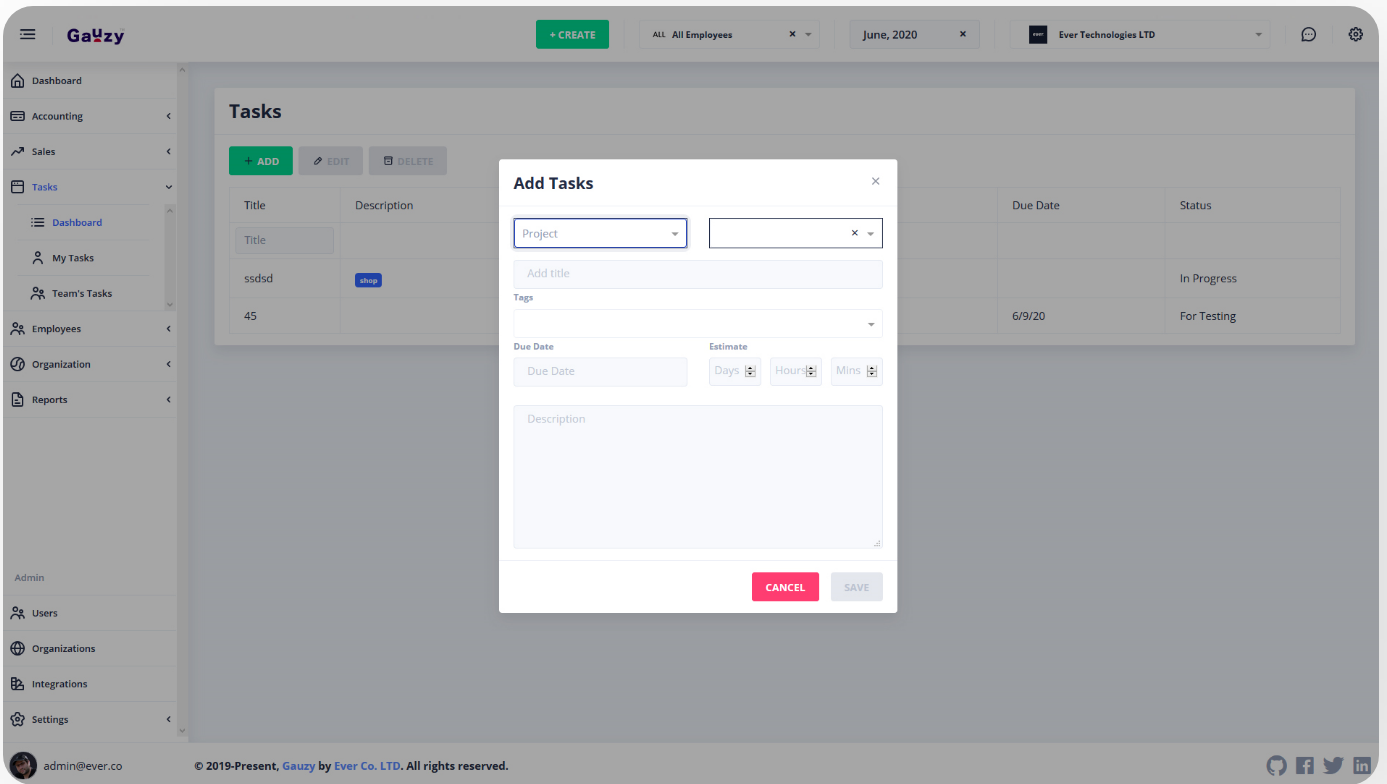 Gauzy
+ CREATE
ALL All Employees × 
June, 2020 ×
EVER Ever Technologies LTD
Dashboard
Accounting
Sales
Tasks
Dashboard
My Tasks
Team's Tasks
Employees
Organization
Reports
Admin
Users
Organizations
Integrations
Settings
admin@ever.co
Tasks
+ ADD
EDIT
DELETE
Title Description Due Date Status
Title
ssdsd shop In Progress
45 6/9/20 For Testing
Add Tasks ×
Project ×
Add title
Tags
Due Date Estimate
Due Date Days Hours Mins
Description
CANCEL SAVE
© 2019-Present, Gauzy by Ever Co. LTD. All rights reserved.